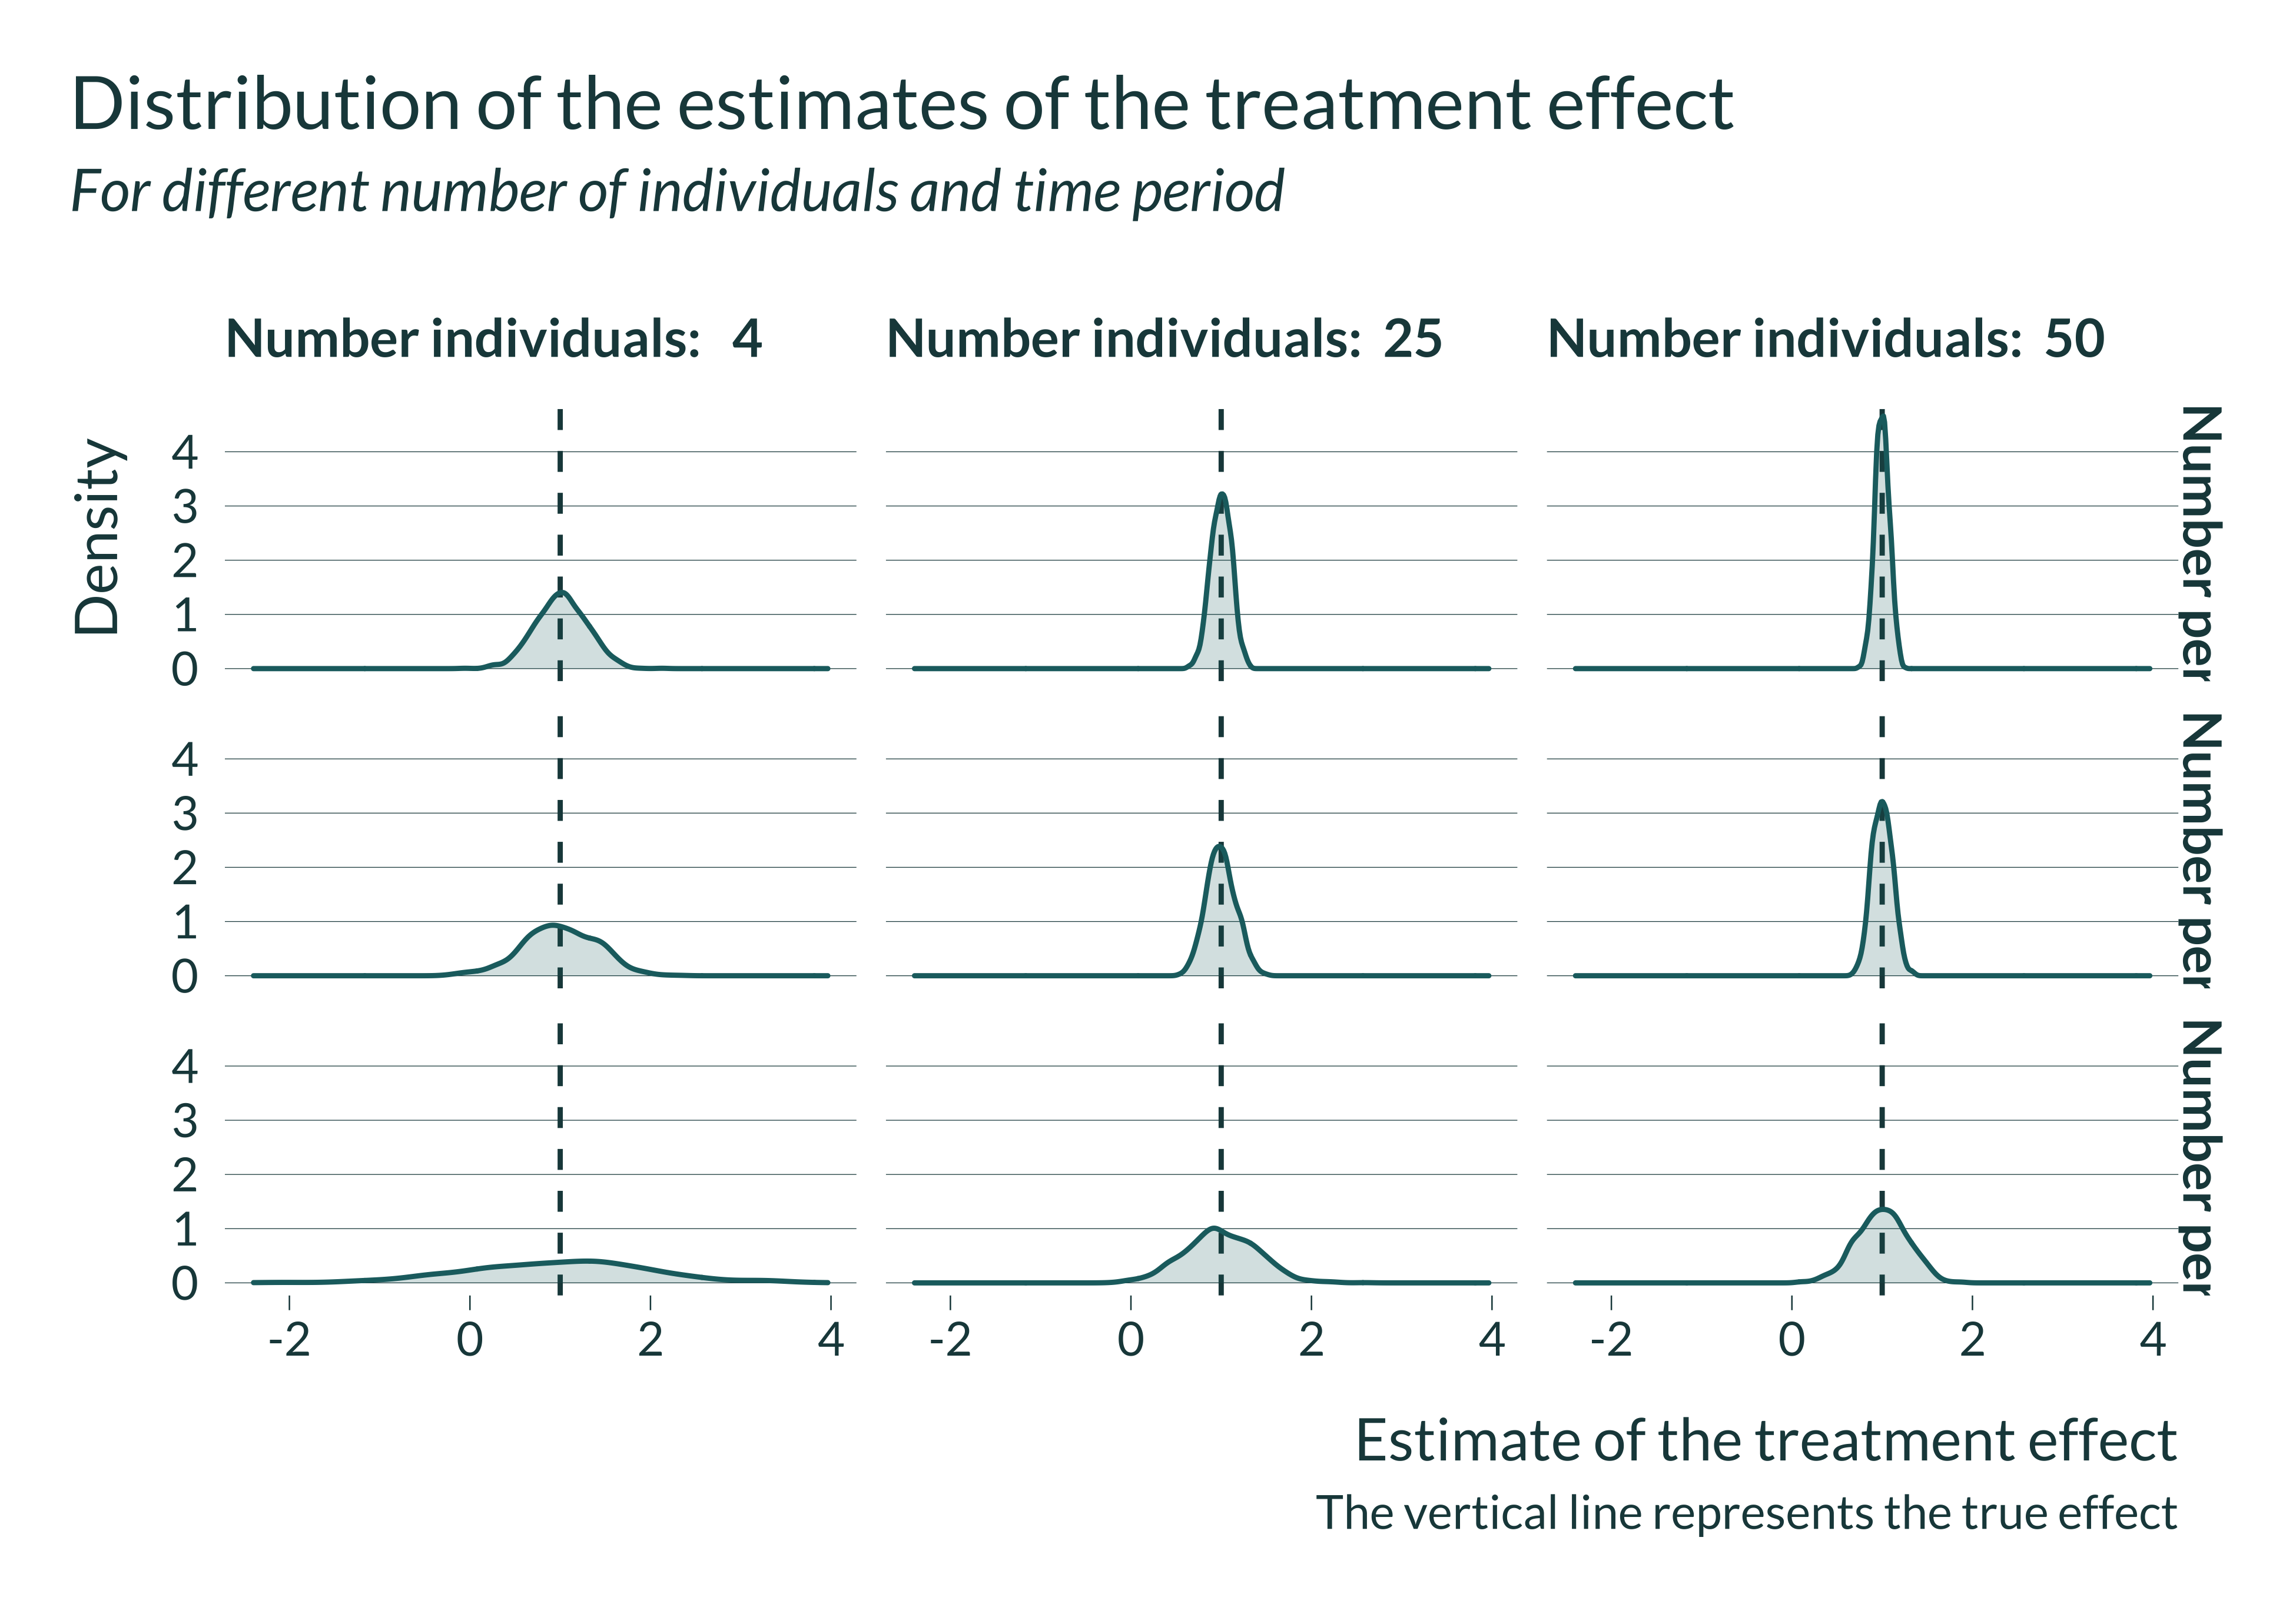 Distribution of the estimates of the treatment effect
For different number of individuals and time period
Number individuals: 4
Number individuals: 25
Number individuals: 50
Density
4
3
2
1
0
Number per
4
3
2
1
0
Number per
4
3
2
1
0
Number per
-2 0 2 4
-2 0 2 4
-2 0 2 4
Estimate of the treatment effect
The vertical line represents the true effect